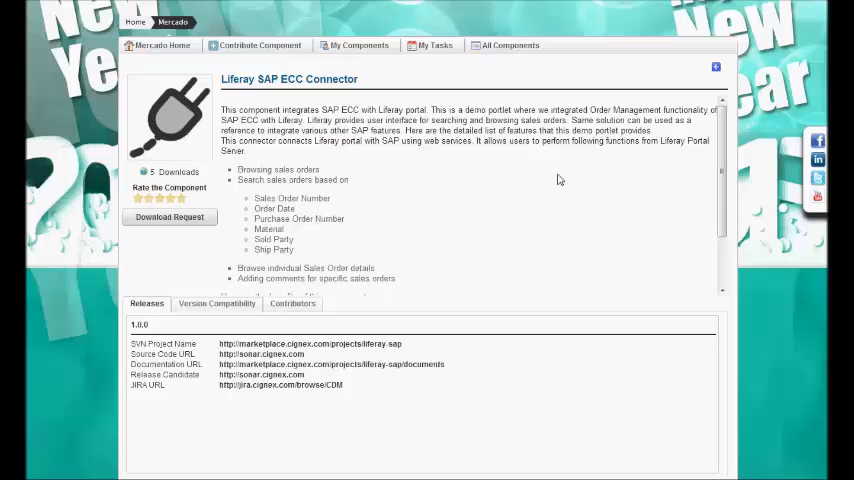 New
Year
New
Year
Home Mercado
Mercado Home Contribute Component My Components My Tasks All Components
Liferay SAP ECC Connector
This component integrates SAP ECC with Liferay portal. This is a demo portlet where we integrated Order Management functionality of
SAP ECC with Liferay. Liferay provides user interface for searching and browsing sales orders. Same solution can be used as a
reference to integrate various other SAP features. Here are the detailed list of features that this demo portlet provides.
This connector connects Liferay portal with SAP using web services. It allows users to perform following functions from Liferay Portal
Server.
Browsing sales orders
Search sales orders based on
Sales Order Number
Order Date
Purchase Order Number
Material
Sold Party
Ship Party
Browse individual Sales Order details
Adding comments for specific sales orders
5 Downloads
Rate the Component
Download Request
Releases Version Compatibility Contributors
1.0.0
SVN Project Name http://marketplace.cignex.com/projects/liferay-sap
Source Code URL http://sonar.cignex.com
Documentation URL http://marketplace.cignex.com/projects/liferay-sap/documents
Release Candidate http://sonar.cignex.com
JIRA URL http://jira.cignex.com/browse/CDM